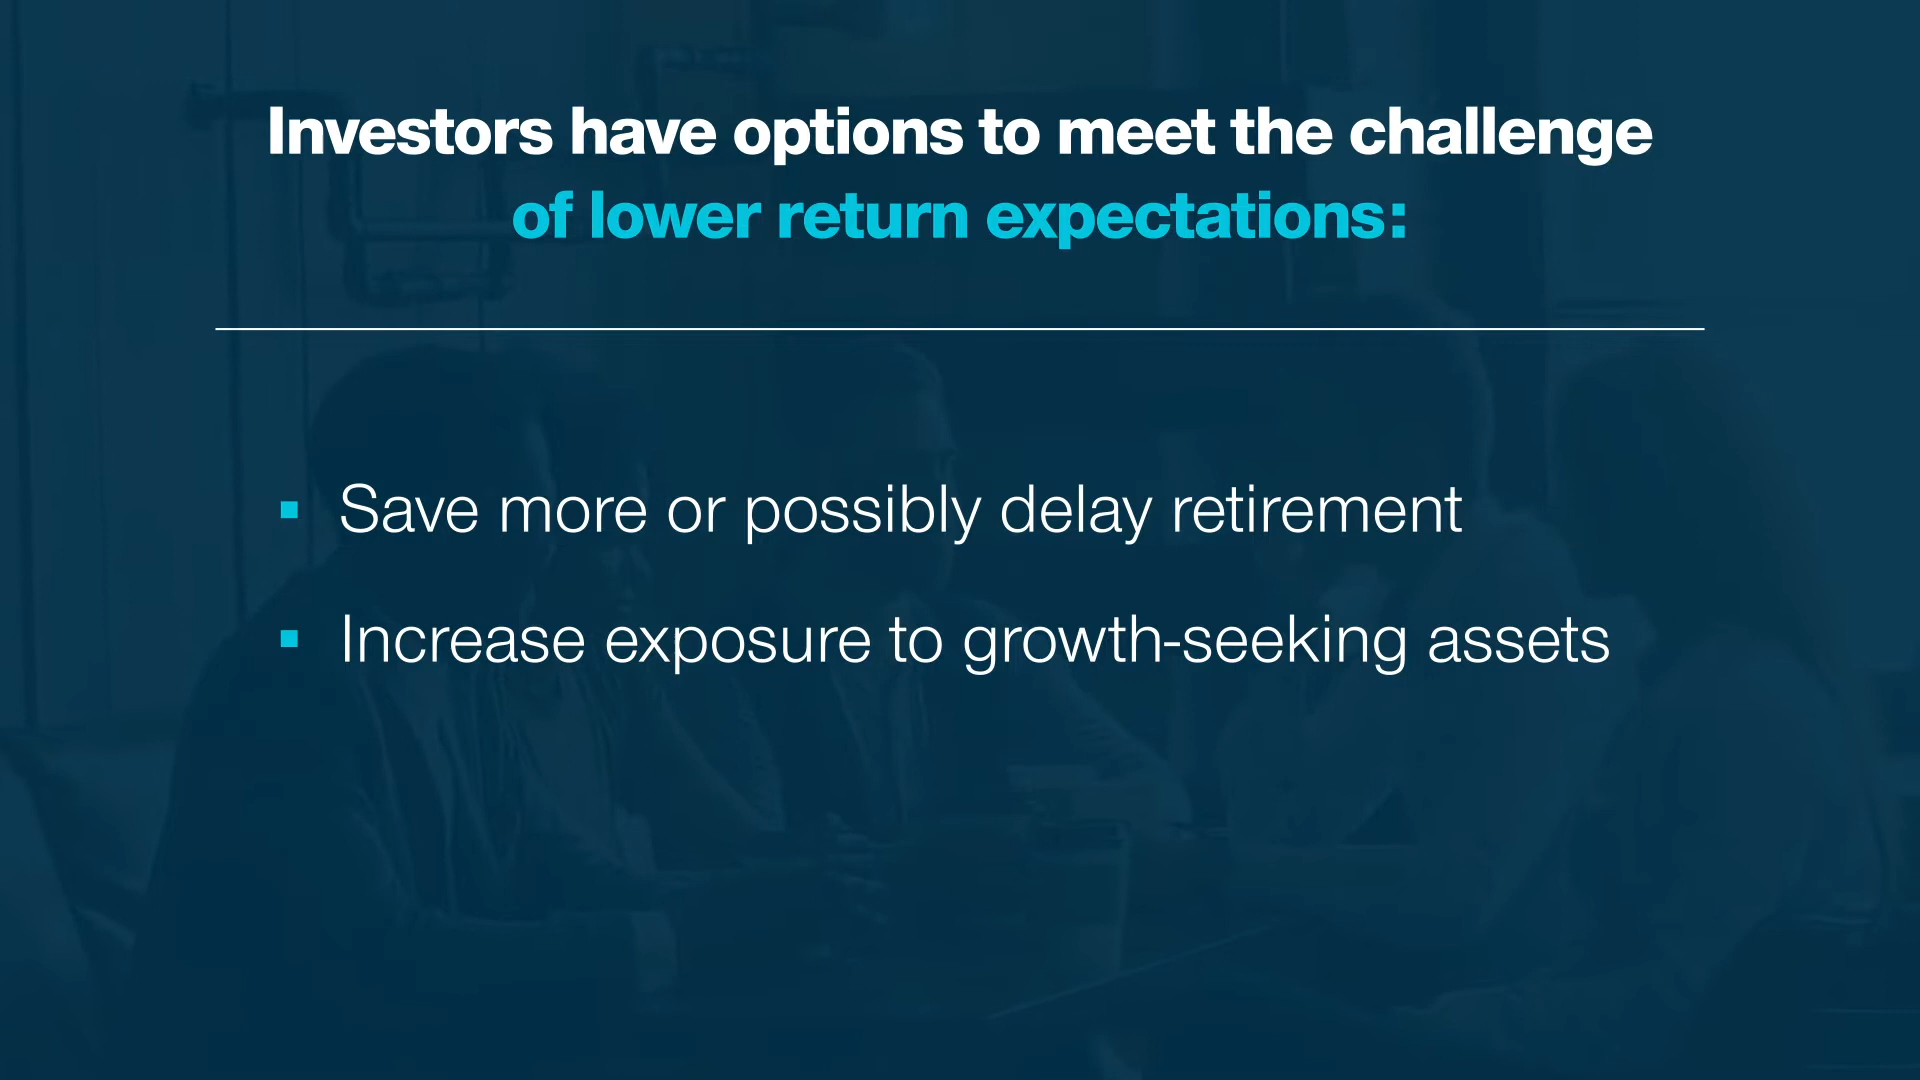 Investors have options to meet the challenge
of lower return expectations:
▪ Save more or possibly delay retirement
▪ Increase exposure to growth-seeking assets